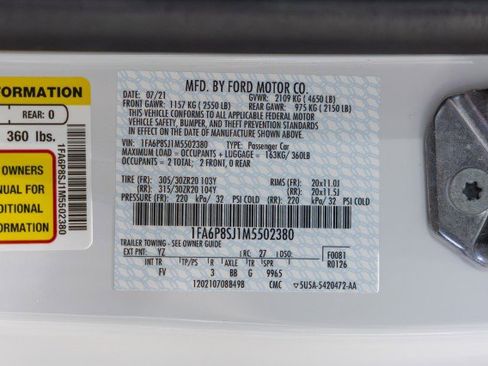 FORMATION
REAR: 0
360 lbs.
OWNERS
NUAL FOR
DITIONAL
ORMATION
1FA6P8SJ1M5502380
MFD. BY FORD MOTOR CO.
DATE: 07/21 GVWR: 2109 KG ( 4650 LB)
FRONT GAWR: 1157 KG ( 2550 LB) REAR GAWR: 975 KG ( 2150 LB)
THIS VEHICLE CONFORMS TO ALL APPLICABLE FEDERAL MOTOR
VEHICLE SAFETY, BUMPER, AND THEFT PREVENTION STANDARDS IN
EFFECT ON THE DATE OF MANUFACTURE SHOWN ABOVE.
VIN: 1FA6P8SJ1M5502380 TYPE: Passenger Car
MAXIMUM LOAD = OCCUPANTS + LUGGAGE = 163KG/ 360LB
OCCUPANTS = 2 TOTAL; 2 FRONT, 0 REAR
TIRE (FR): 305/30ZR20 103Y RIMS (FR): 20x11.0J
(RR): 315/30ZR20 104Y (RR): 20x11.5J
PRESSURE (FR): 220 kPa/ 32 PSI COLD (RR): 220 kPa/ 32 PSI COLD
1FA6P8SJ1M5502380
TRAILER TOWING - SEE OWNER GUIDE
EXT PNT: YZ RC: 27 DSO: F0081
INT TR TP/PS R AXLE TR SPR R0126
FV 3 BB G 9965
1202107088498 CMC 5U5A-5420472-AA